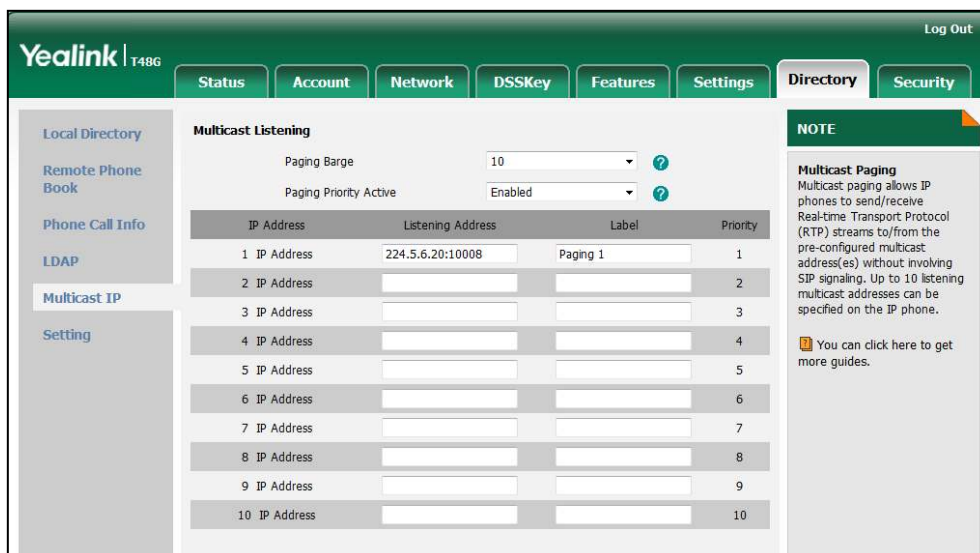 Log Out
Yealink T48G
Status Account Network DSSKey Features Settings Directory Security
Local Directory
Remote Phone
Book
Phone Call Info
LDAP
Multicast IP
Setting
Multicast Listening
Paging Barge 10 ?
Paging Priority Active Enabled ?
IP Address Listening Address Label Priority
1 IP Address 224.5.6.20:10008 Paging 1 1
2 IP Address 2
3 IP Address 3
4 IP Address 4
5 IP Address 5
6 IP Address 6
7 IP Address 7
8 IP Address 8
9 IP Address 9
10 IP Address 10
NOTE
Multicast Paging
Multicast paging allows IP
phones to send/receive
Real-time Transport Protocol
(RTP) streams to/from the
pre-configured multicast
address(es) without involving
SIP signaling. Up to 10 listening
multicast addresses can be
specified on the IP phone.
? You can click here to get
more guides.